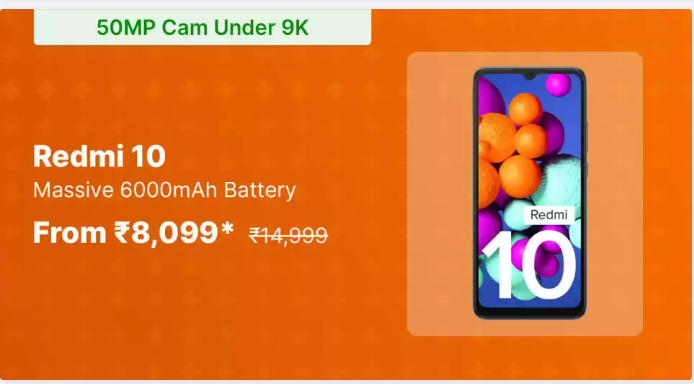 50MP Cam Under 9K
Redmi 10
Massive 6000mAh Battery
From ₹8,099* ₹14,999
Redmi
10